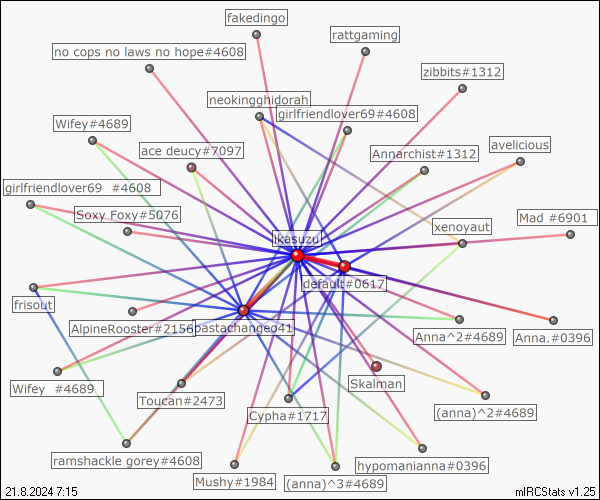 fakedingo
rattgaming
no cops no laws no hope#4608
zibbits#1312
neokingghidorah
girlfriendlover69#4608
Wifey#4689
ace deucy#7097
Annarchist#1312
avelicious
girlfriendlover69 #4608
Soxy Foxy#5076
Mad #6901
xenoyaut
ikesuzu
derault#0617
frisout
AlpineRooster#2156
pastachangeo41
Anna^2#4689
Anna.#0396
Wifey #4689
Toucan#2473
Skalman
Cypha#1717
(anna)^2#4689
ramshackle gorey#4608
hypomanianna#0396
Mushy#1984
(anna)^3#4689
21.8.2024 7:15
mIRCStats v1.25